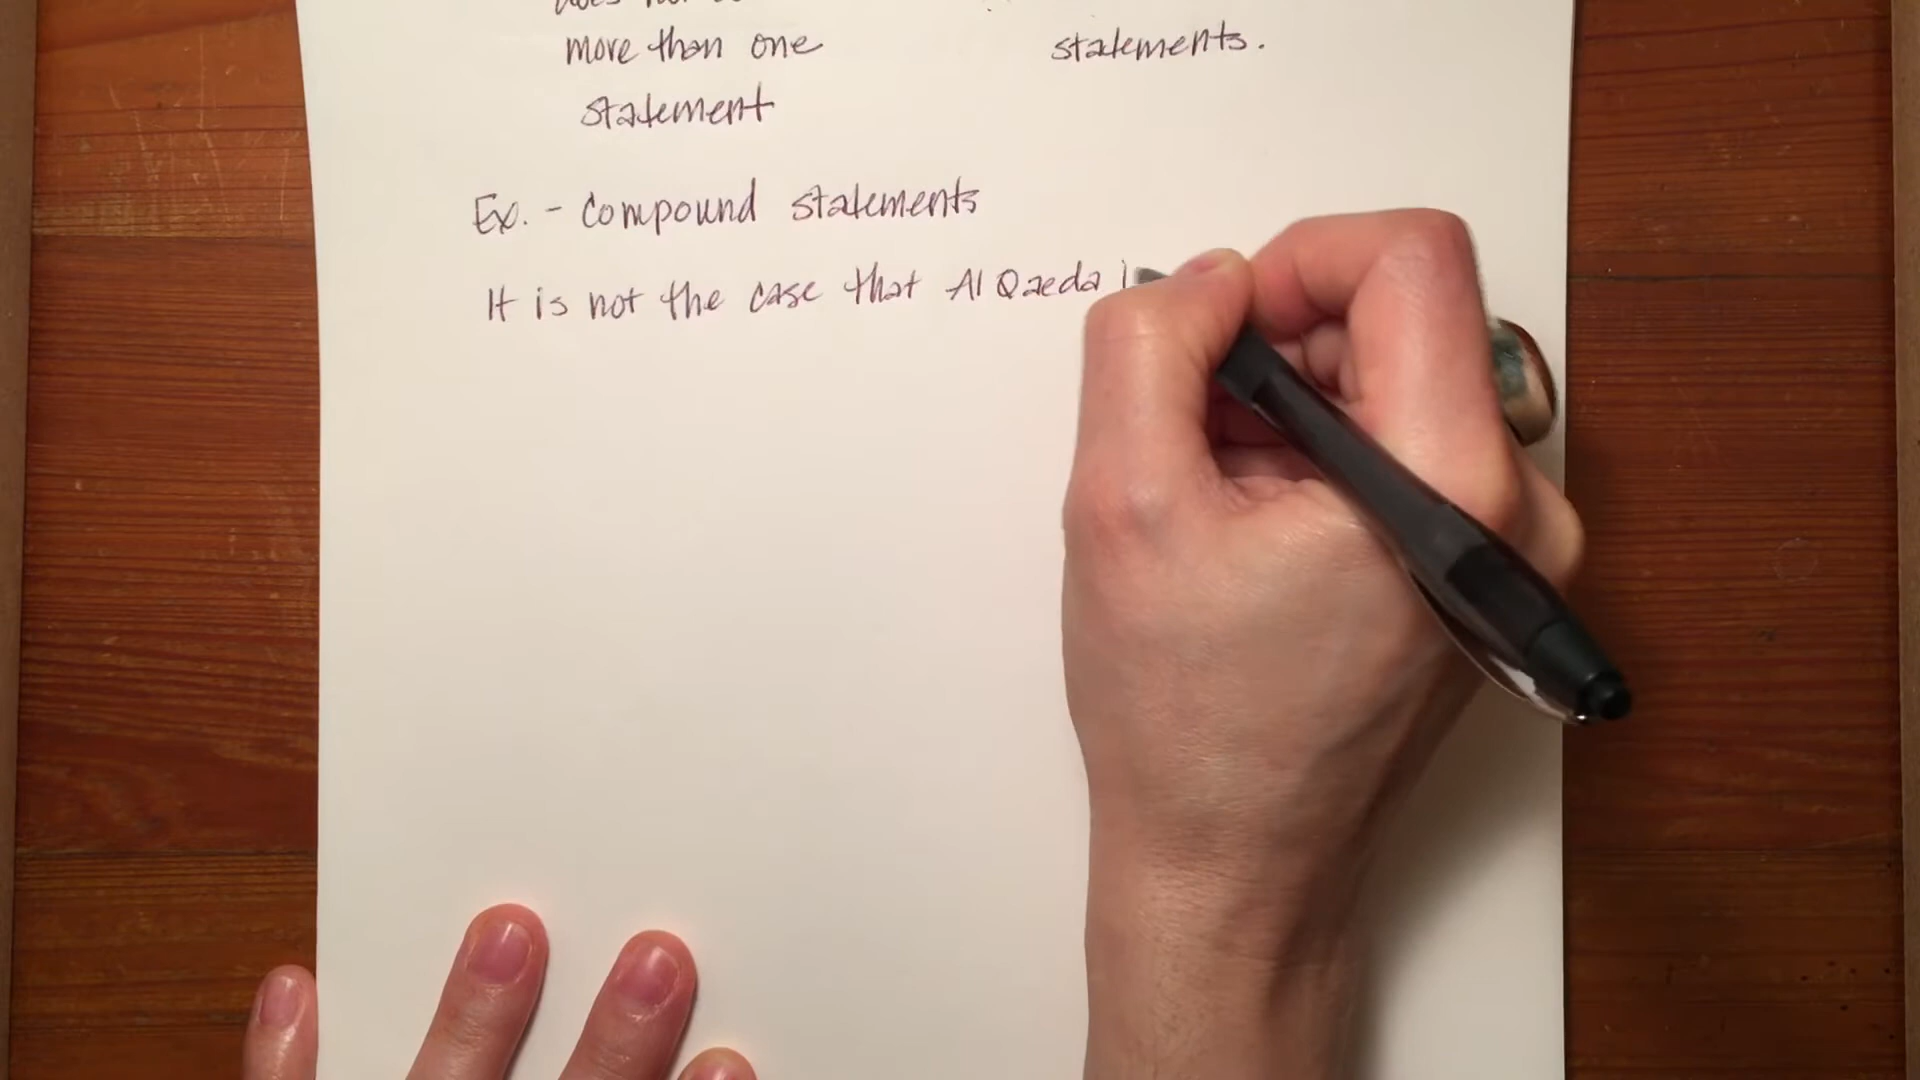 more than one statements.
statement
Ex. - compound statements
It is not the case that Al Qaeda